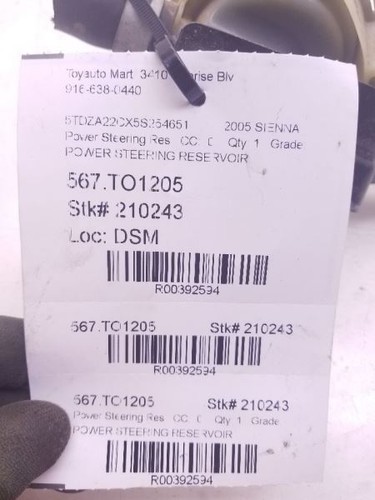 Toyauto Mart 3410 Blv
916-638-0440
5TDZA22CX5S254651 2005 SIENNA
Power Steering Res CC: 0 Qty 1 Grade
POWER STEERING RESERVOIR
567.TO1205
Stk# 210243
Loc: DSM
R00392594
567.TO1205 Stk# 210243
R00392594
567.TO1205 Stk# 210243
Power Steering Res CC: 0 Qty 1 Grade
POWER STEERING RESERVOIR
R00392594